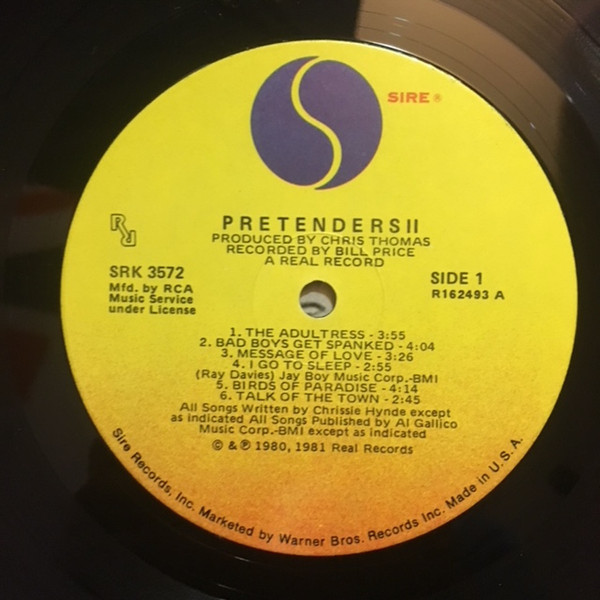 SIRE ®
PRETENDERS II
PRODUCED BY CHRIS THOMAS
RECORDED BY BILL PRICE
A REAL RECORD
SRK 3572
Mfd. by RCA
Music Service
under License
SIDE 1
R162493 A
1. THE ADULTRESS - 3:55
2. BAD BOYS GET SPANKED - 4:04
3. MESSAGE OF LOVE - 3:26
4. I GO TO SLEEP - 2:55
(Ray Davies) Jay Boy Music Corp.-BMI
5. BIRDS OF PARADISE - 4:14
6. TALK OF THE TOWN - 2:45
All Songs Written by Chrissie Hynde except
as indicated All Songs Published by Al Gallico
Music Corp.-BMI except as indicated
© & ℗ 1980, 1981 Real Records
Sire Records, Inc. Marketed by Warner Bros. Records Inc. Made in U.S.A.